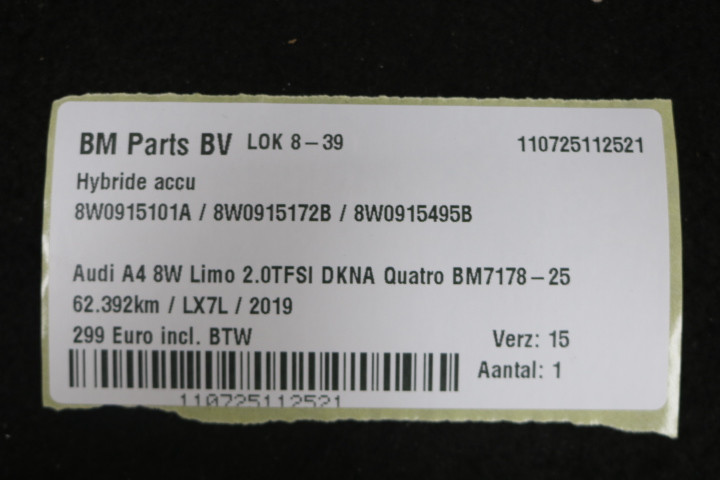 BM Parts BV LOK 8-39 110725112521
Hybride accu
8W0915101A / 8W0915172B / 8W0915495B
Audi A4 8W Limo 2.0TFSI DKNA Quatro BM7178-25
62.392km / LX7L / 2019
299 Euro incl. BTW Verz: 15
Aantal: 1
110725112521